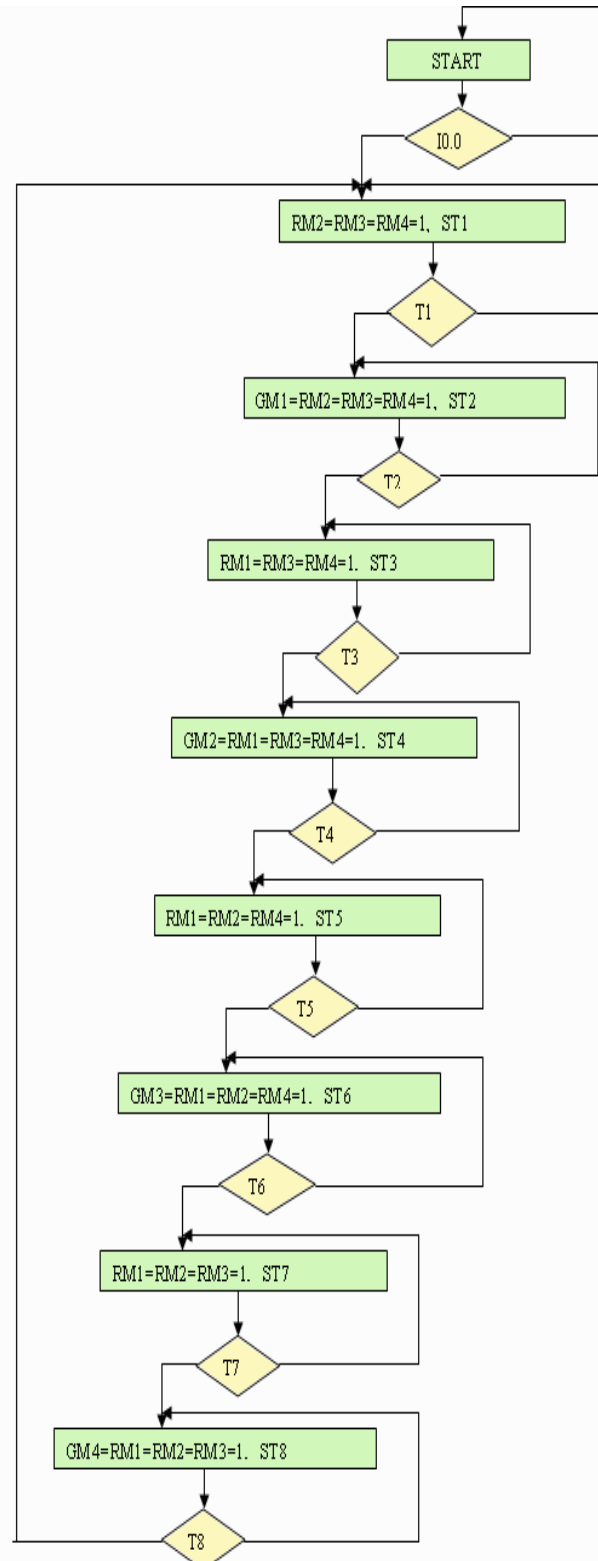 START
I0.0
RM2=RM3=RM4=1, ST1
T1
GM1=RM2=RM3=RM4=1, ST2
T2
RM1=RM3=RM4=1. ST3
T3
GM2=RM1=RM3=RM4=1. ST4
T4
RM1=RM2=RM4=1. ST5
T5
GM3=RM1=RM2=RM4=1. ST6
T6
RM1=RM2=RM3=1. ST7
T7
GM4=RM1=RM2=RM3=1. ST8
T8